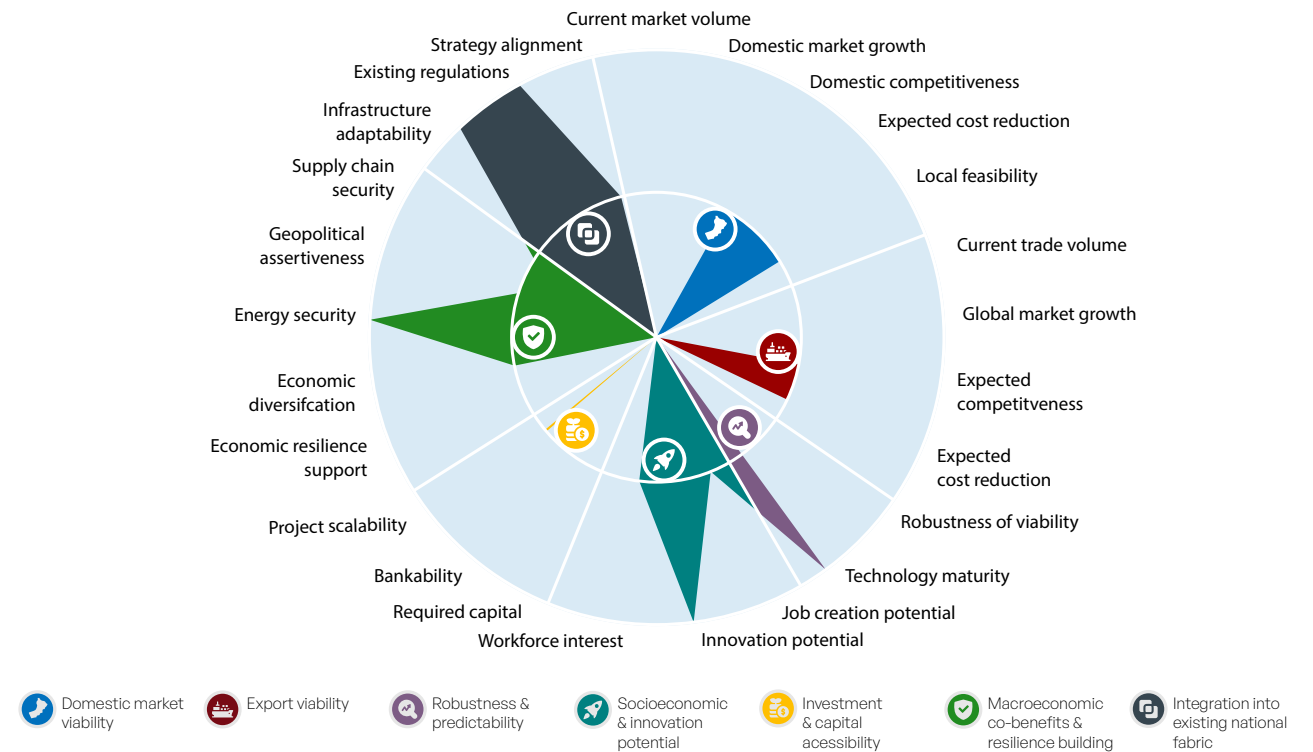 Current market volume
Domestic market growth
Domestic competitiveness
Expected cost reduction
Local feasibility
Current trade volume
Global market growth
Expected
competitveness
Expected
cost reduction
Robustness of viability
Technology maturity
Job creation potential
Innovation potential
Workforce interest
Required capital
Bankability
Project scalability
Economic resilience
support
Economic
diversifcation
Energy security
Geopolitical
assertiveness
Supply chain
security
Infrastructure
adaptability
Existing regulations
Strategy alignment
Domestic market
viability
Export viability
Robustness &
predictability
Socioeconomic
& innovation
potential
Investment
& capital
acessibility
Macroeconomic
co-benefits &
resilience building
Integration into
existing national
fabric